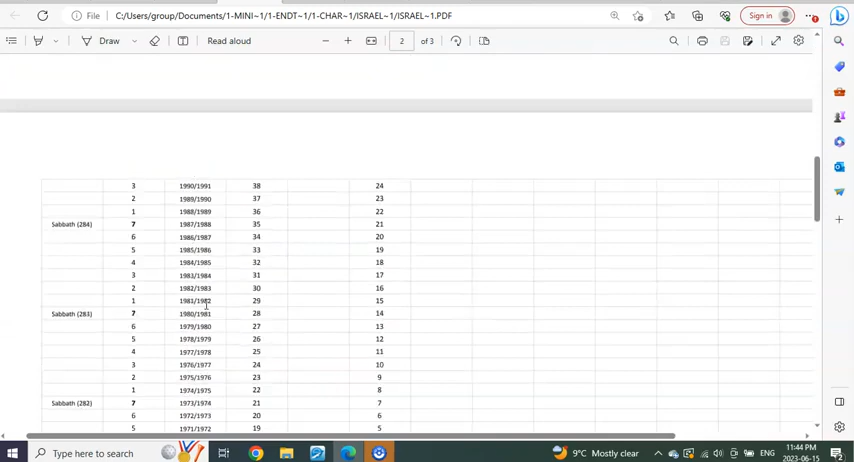 File C:/Users/group/Documents/1-MINI~1/1-ENDT~1/1-CHAR~1/ISRAEL~1/ISRAEL~1.PDF Sign in
Draw Read aloud 2 of 3
3 1990/1991 38 24
2 1989/1990 37 23
1 1988/1989 36 22
Sabbath (284) 7 1987/1988 35 21
6 1986/1987 34 20
5 1985/1986 33 19
4 1984/1985 32 18
3 1983/1984 31 17
2 1982/1983 30 16
1 1981/1982 29 15
Sabbath (283) 7 1980/1981 28 14
6 1979/1980 27 13
5 1978/1979 26 12
4 1977/1978 25 11
3 1976/1977 24 10
2 1975/1976 23 9
1 1974/1975 22 8
Sabbath (282) 7 1973/1974 21 7
6 1972/1973 20 6
5 1971/1972 19 5
Type here to search 9°C Mostly clear ENG 11:44 PM
2023-06-15 2